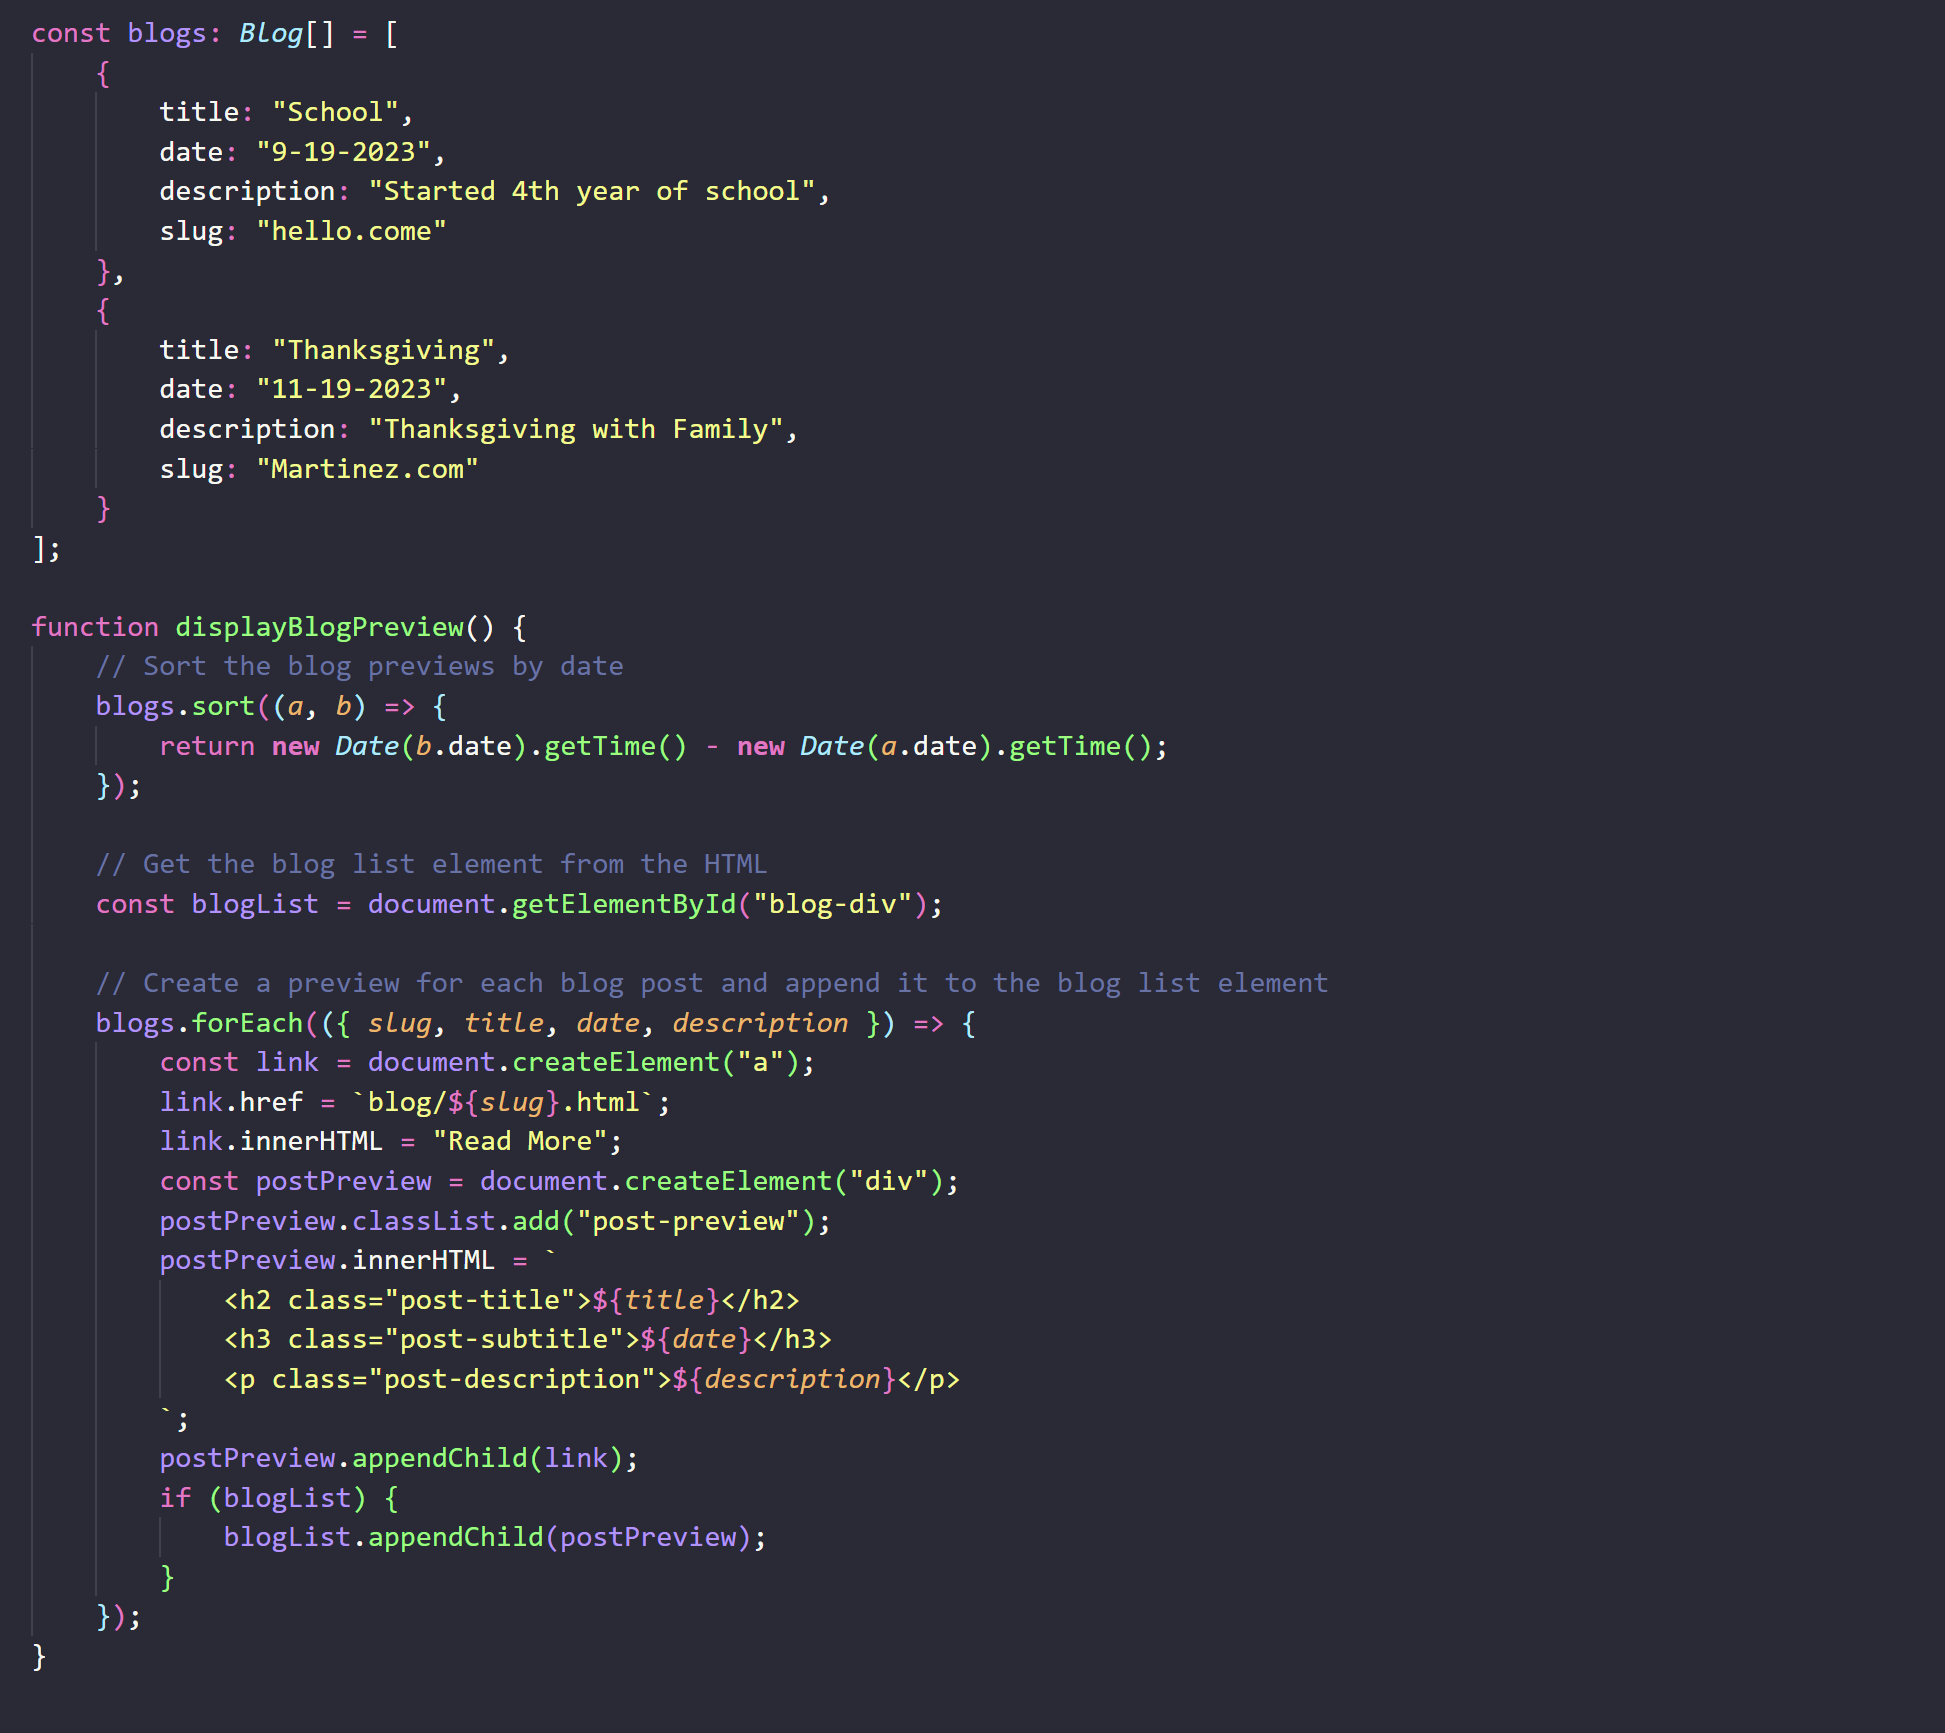 const blogs: Blog[] = [
    {
        title: "School",
        date: "9-19-2023",
        description: "Started 4th year of school",
        slug: "hello.come"
    },
    {
        title: "Thanksgiving",
        date: "11-19-2023",
        description: "Thanksgiving with Family",
        slug: "Martinez.com"
    }
];

function displayBlogPreview() {
    // Sort the blog previews by date
    blogs.sort((a, b) => {
        return new Date(b.date).getTime() - new Date(a.date).getTime();
    });

    // Get the blog list element from the HTML
    const blogList = document.getElementById("blog-div");

    // Create a preview for each blog post and append it to the blog list element
    blogs.forEach(({ slug, title, date, description }) => {
        const link = document.createElement("a");
        link.href = `blog/${slug}.html`;
        link.innerHTML = "Read More";
        const postPreview = document.createElement("div");
        postPreview.classList.add("post-preview");
        postPreview.innerHTML = `
            <h2 class="post-title">${title}</h2>
            <h3 class="post-subtitle">${date}</h3>
            <p class="post-description">${description}</p>
        `;
        postPreview.appendChild(link);
        if (blogList) {
            blogList.appendChild(postPreview);
        }
    });
}